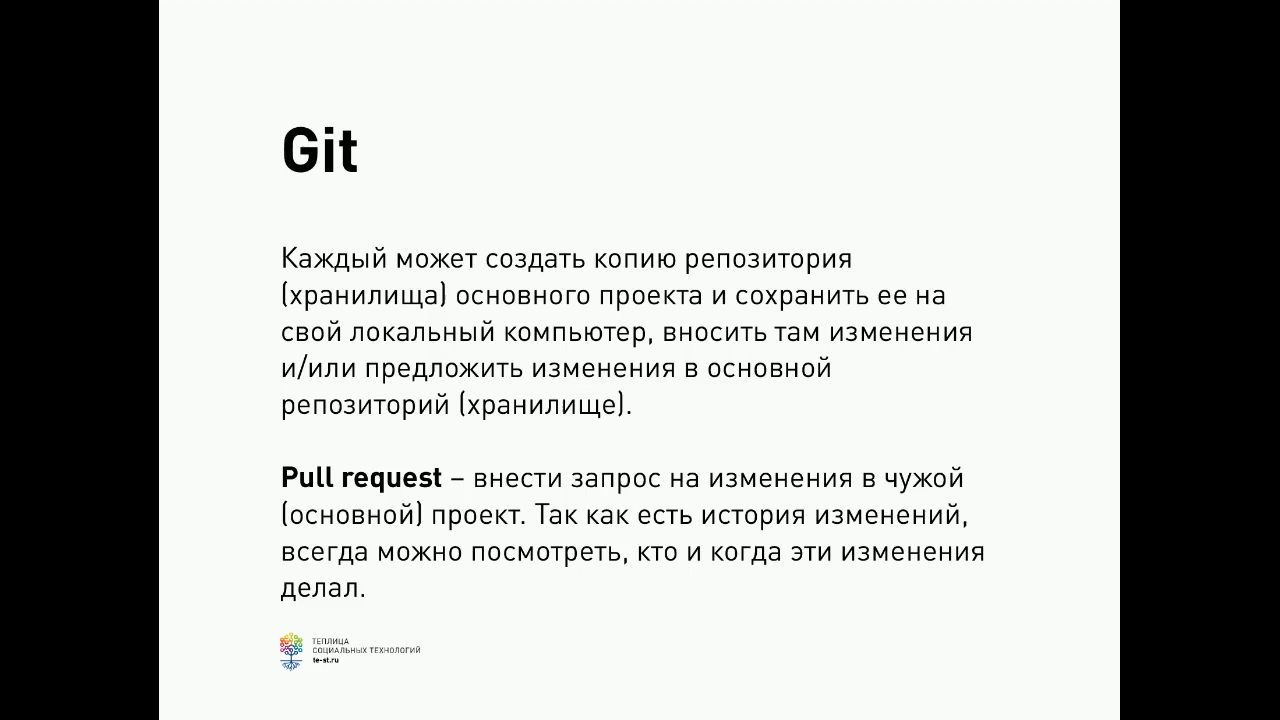 Git
Каждый может создать копию репозитория
(хранилища) основного проекта и сохранить ее на
свой локальный компьютер, вносить там изменения
и/или предложить изменения в основной
репозиторий (хранилище).
Pull request – внести запрос на изменения в чужой
(основной) проект. Так как есть история изменений,
всегда можно посмотреть, кто и когда эти изменения
делал.
ТЕПЛИЦА
СОЦИАЛЬНЫХ ТЕХНОЛОГИЙ
te-st.ru